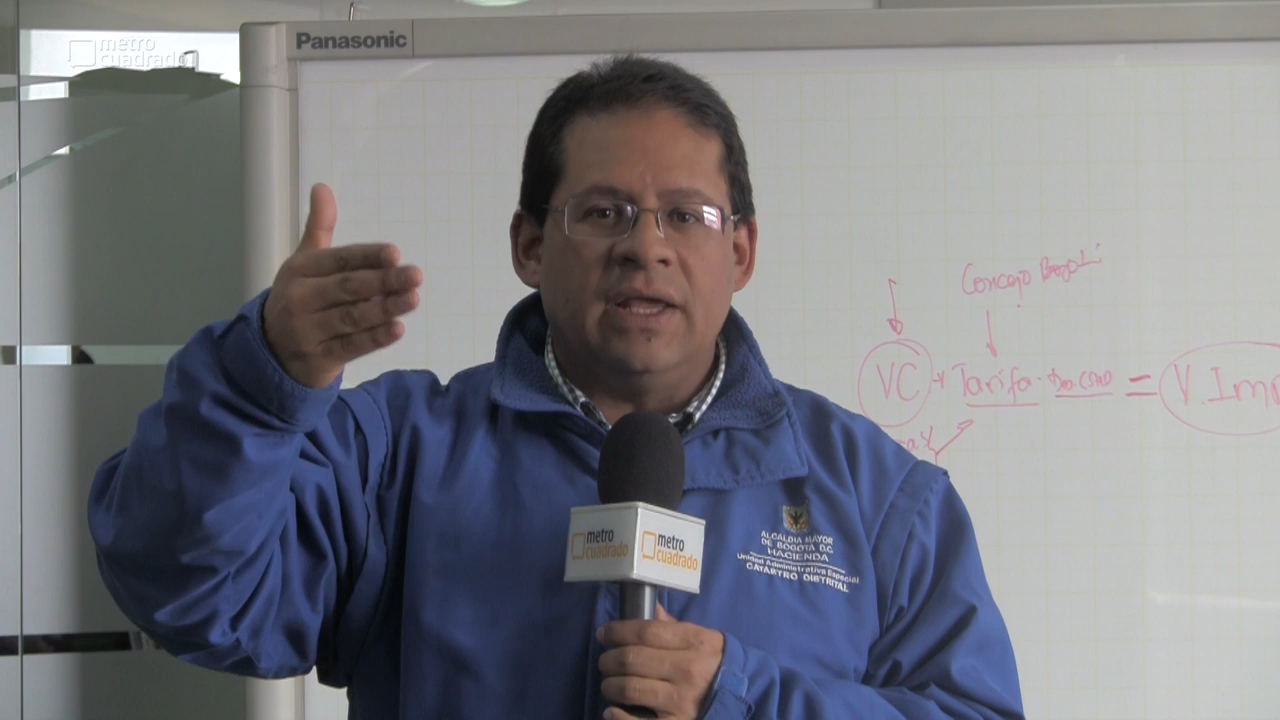 metro
cuadrado
Panasonic
Concejo Bogotá
VC
Tarifa
=
V. Imp
metro
cuadrado
metro
cuadrado
ALCALDIA MAYOR
DE BOGOTÁ D.C.
HACIENDA
Unidad Administrativa Especial
CATASTRO DISTRITAL